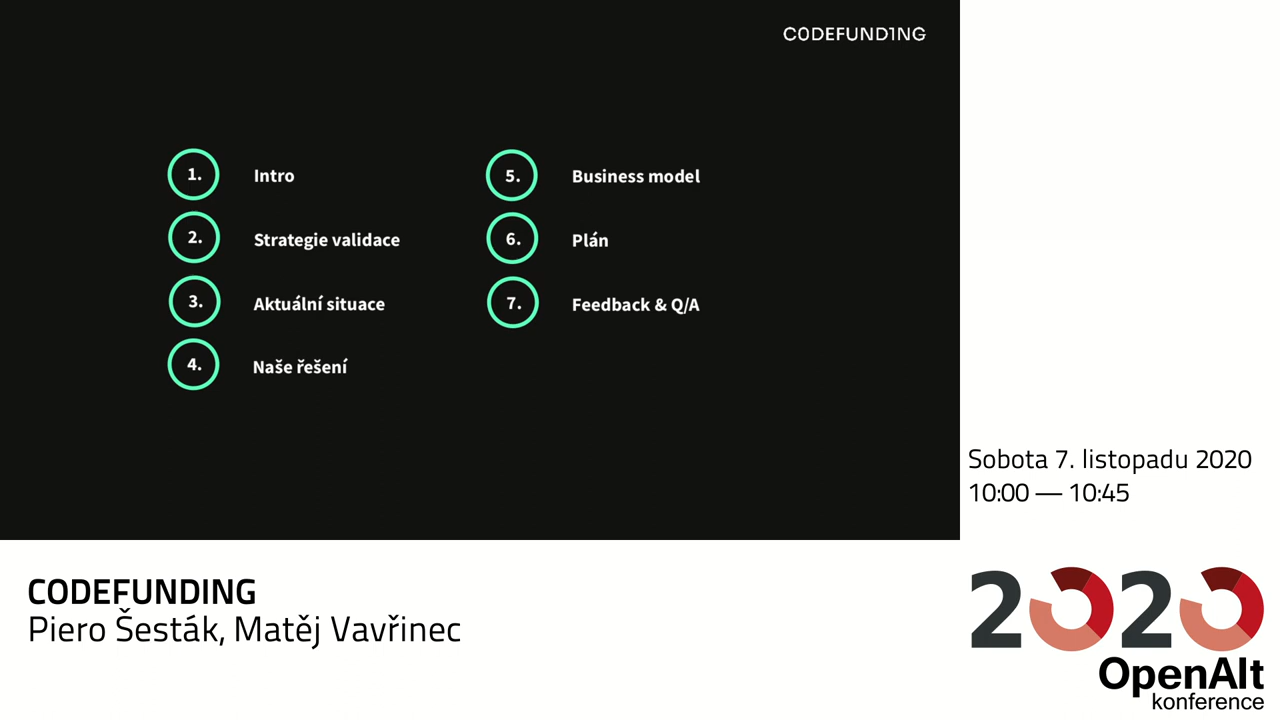 C0DEFUND1NG
1. Intro
2. Strategie validace
3. Aktuální situace
4. Naše řešení
5. Business model
6. Plán
7. Feedback & Q/A
Sobota 7. listopadu 2020
10:00 — 10:45
CODEFUNDING
Piero Šesták, Matěj Vavřinec
2020
OpenAlt
konference